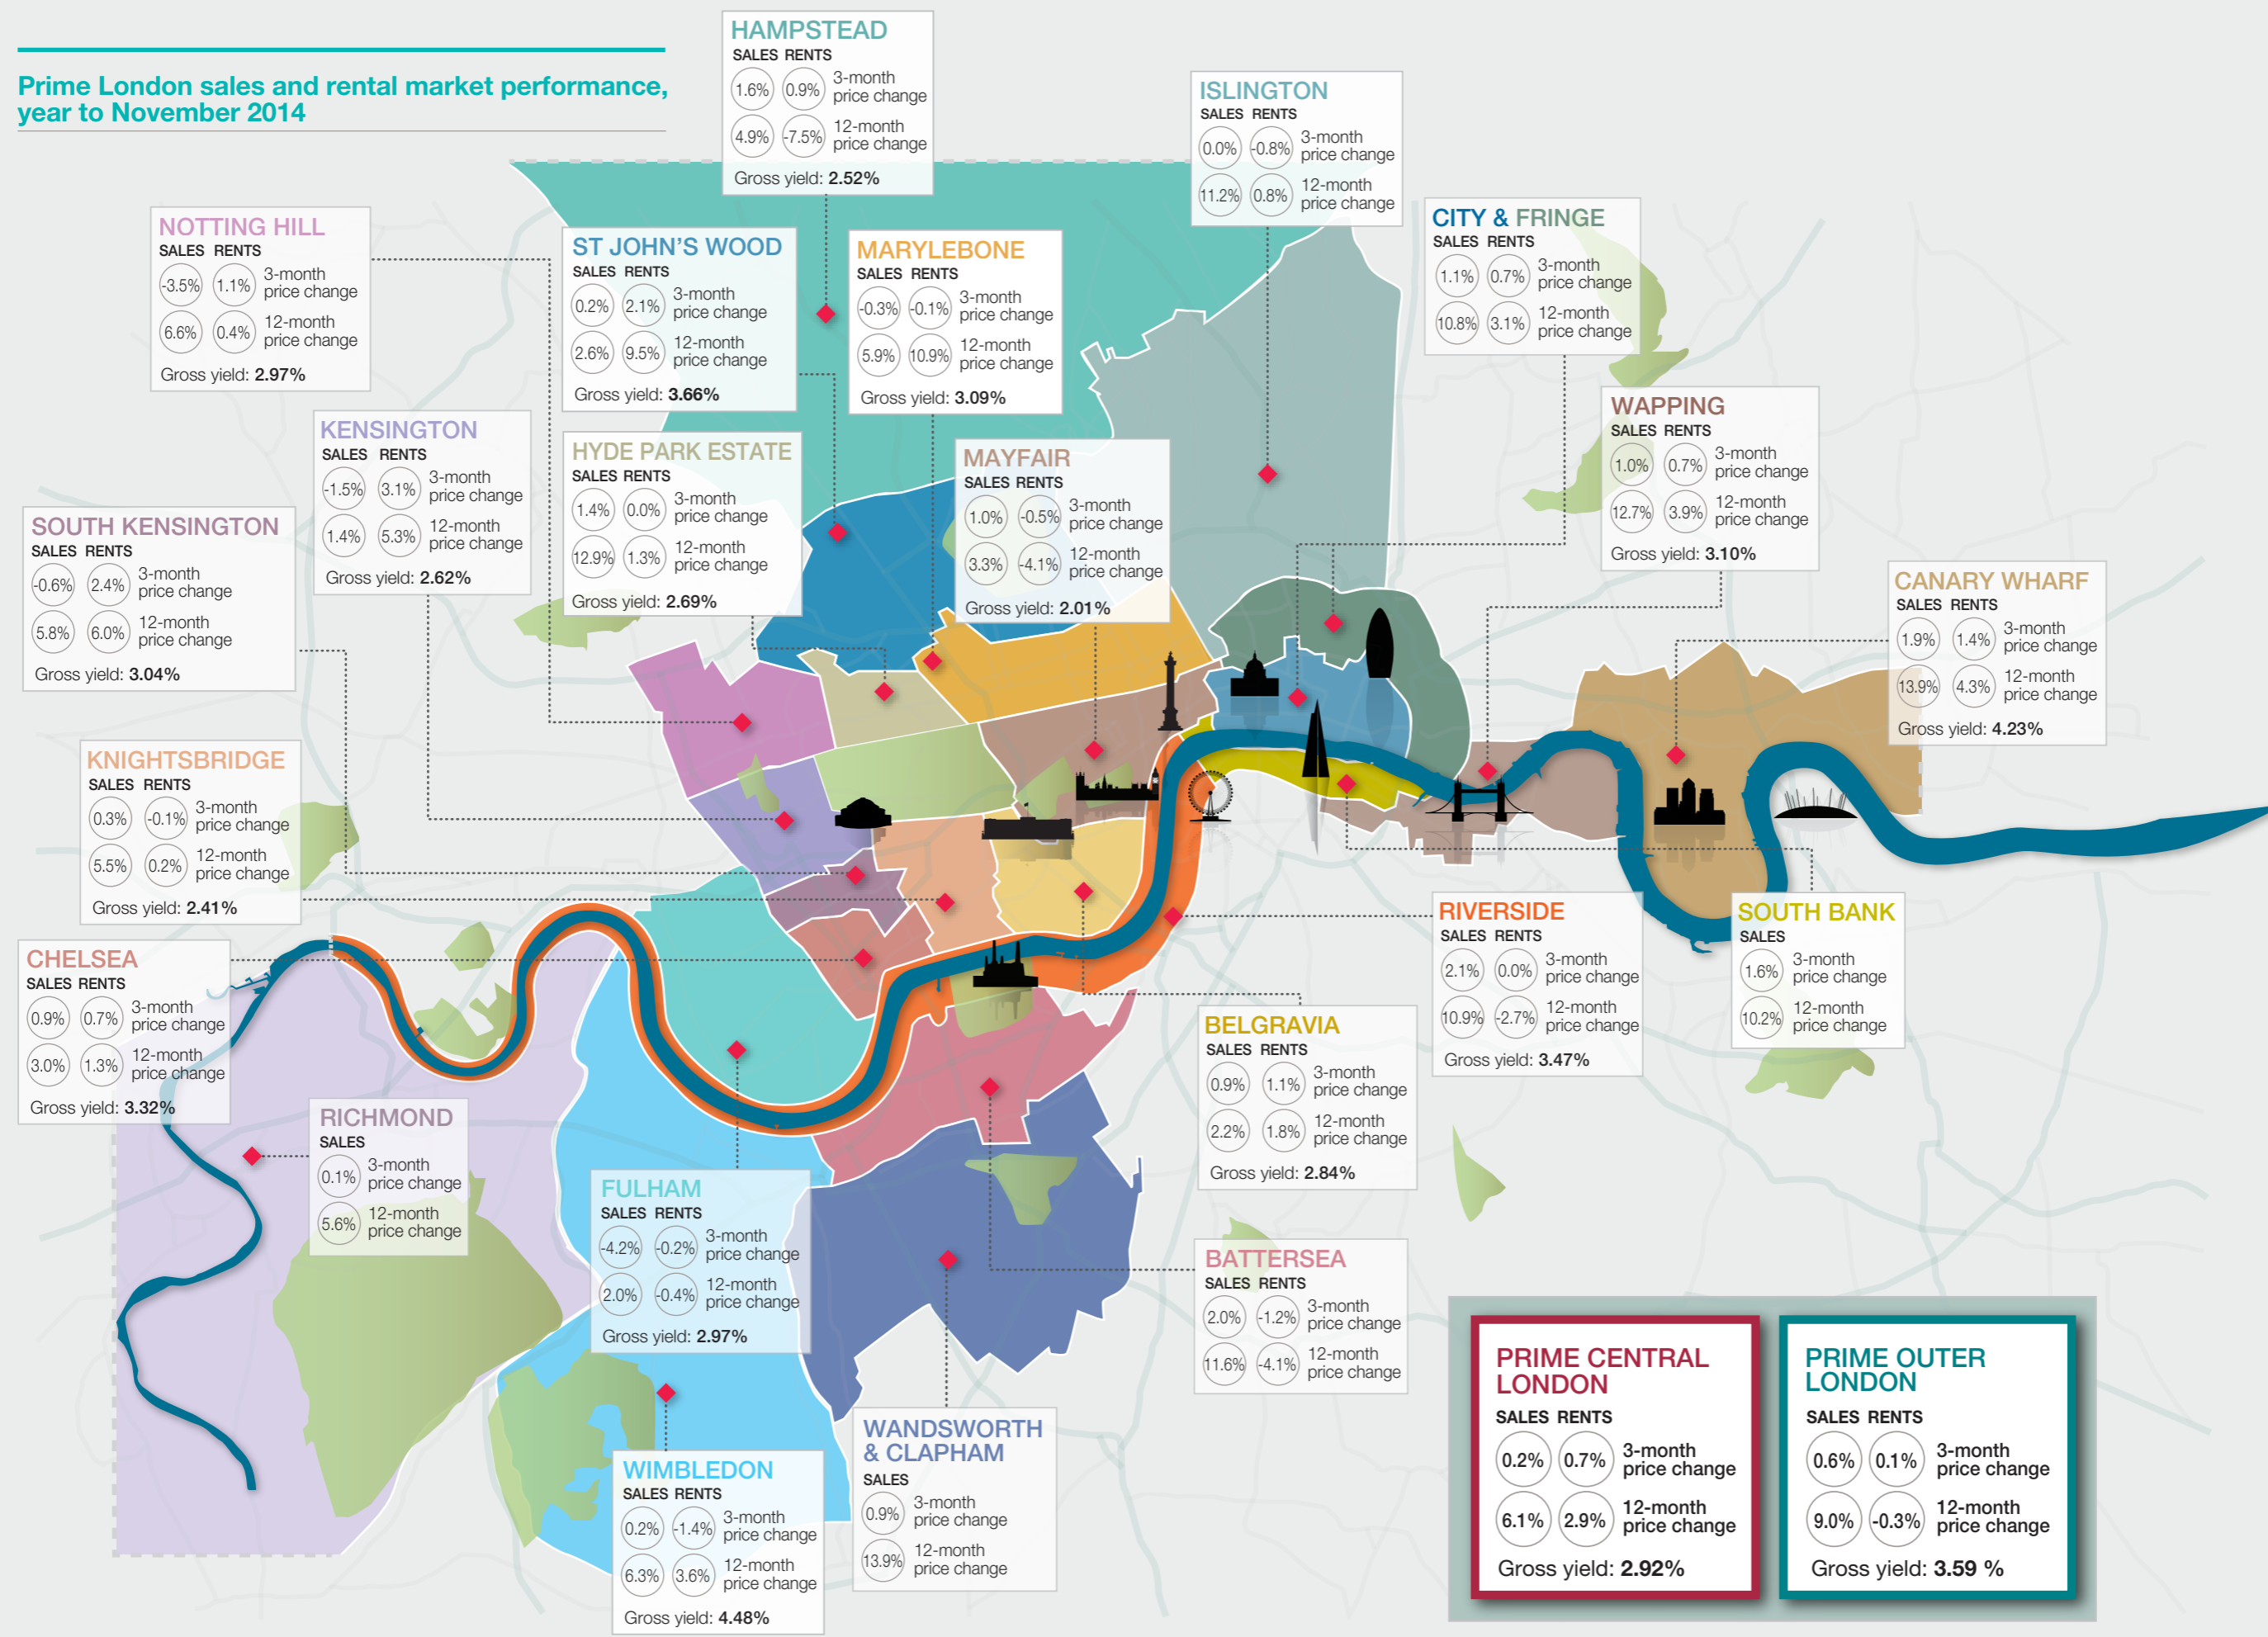 Prime London sales and rental market performance,
year to November 2014
HAMPSTEAD
SALES RENTS
1.6% 0.9% 3-month
price change
4.9% -7.5% 12-month
price change
Gross yield: 2.52%
ISLINGTON
SALES RENTS
0.0% -0.8% 3-month
price change
11.2% 0.8% 12-month
price change
CITY & FRINGE
SALES RENTS
1.1% 0.7% 3-month
price change
10.8% 3.1% 12-month
price change
NOTTING HILL
SALES RENTS
-3.5% 1.1% 3-month
price change
6.6% 0.4% 12-month
price change
Gross yield: 2.97%
ST JOHN'S WOOD
SALES RENTS
0.2% 2.1% 3-month
price change
2.6% 9.5% 12-month
price change
Gross yield: 3.66%
MARYLEBONE
SALES RENTS
-0.3% -0.1% 3-month
price change
5.9% 10.9% 12-month
price change
Gross yield: 3.09%
WAPPING
SALES RENTS
1.0% 0.7% 3-month
price change
12.7% 3.9% 12-month
price change
Gross yield: 3.10%
KENSINGTON
SALES RENTS
-1.5% 3.1% 3-month
price change
1.4% 5.3% 12-month
price change
Gross yield: 2.62%
HYDE PARK ESTATE
SALES RENTS
1.4% 0.0% 3-month
price change
12.9% 1.3% 12-month
price change
Gross yield: 2.69%
MAYFAIR
SALES RENTS
1.0% -0.5% 3-month
price change
3.3% -4.1% 12-month
price change
Gross yield: 2.01%
SOUTH KENSINGTON
SALES RENTS
-0.6% 2.4% 3-month
price change
5.8% 6.0% 12-month
price change
Gross yield: 3.04%
CANARY WHARF
SALES RENTS
1.9% 1.4% 3-month
price change
13.9% 4.3% 12-month
price change
Gross yield: 4.23%
KNIGHTSBRIDGE
SALES RENTS
0.3% -0.1% 3-month
price change
5.5% 0.2% 12-month
price change
Gross yield: 2.41%
CHELSEA
SALES RENTS
0.9% 0.7% 3-month
price change
3.0% 1.3% 12-month
price change
Gross yield: 3.32%
RIVERSIDE
SALES RENTS
2.1% 0.0% 3-month
price change
10.9% -2.7% 12-month
price change
Gross yield: 3.47%
SOUTH BANK
SALES
1.6% 3-month
price change
10.2% 12-month
price change
BELGRAVIA
SALES RENTS
0.9% 1.1% 3-month
price change
2.2% 1.8% 12-month
price change
Gross yield: 2.84%
RICHMOND
SALES
0.1% 3-month
price change
5.6% 12-month
price change
FULHAM
SALES RENTS
-4.2% -0.2% 3-month
price change
2.0% -0.4% 12-month
price change
Gross yield: 2.97%
BATTERSEA
SALES RENTS
2.0% -1.2% 3-month
price change
11.6% -4.1% 12-month
price change
WANDSWORTH
& CLAPHAM
SALES
0.9% 3-month
price change
13.9% 12-month
price change
WIMBLEDON
SALES RENTS
0.2% -1.4% 3-month
price change
6.3% 3.6% 12-month
price change
Gross yield: 4.48%
PRIME CENTRAL
LONDON
SALES RENTS
0.2% 0.7% 3-month
price change
6.1% 2.9% 12-month
price change
Gross yield: 2.92%
PRIME OUTER
LONDON
SALES RENTS
0.6% 0.1% 3-month
price change
9.0% -0.3% 12-month
price change
Gross yield: 3.59 %